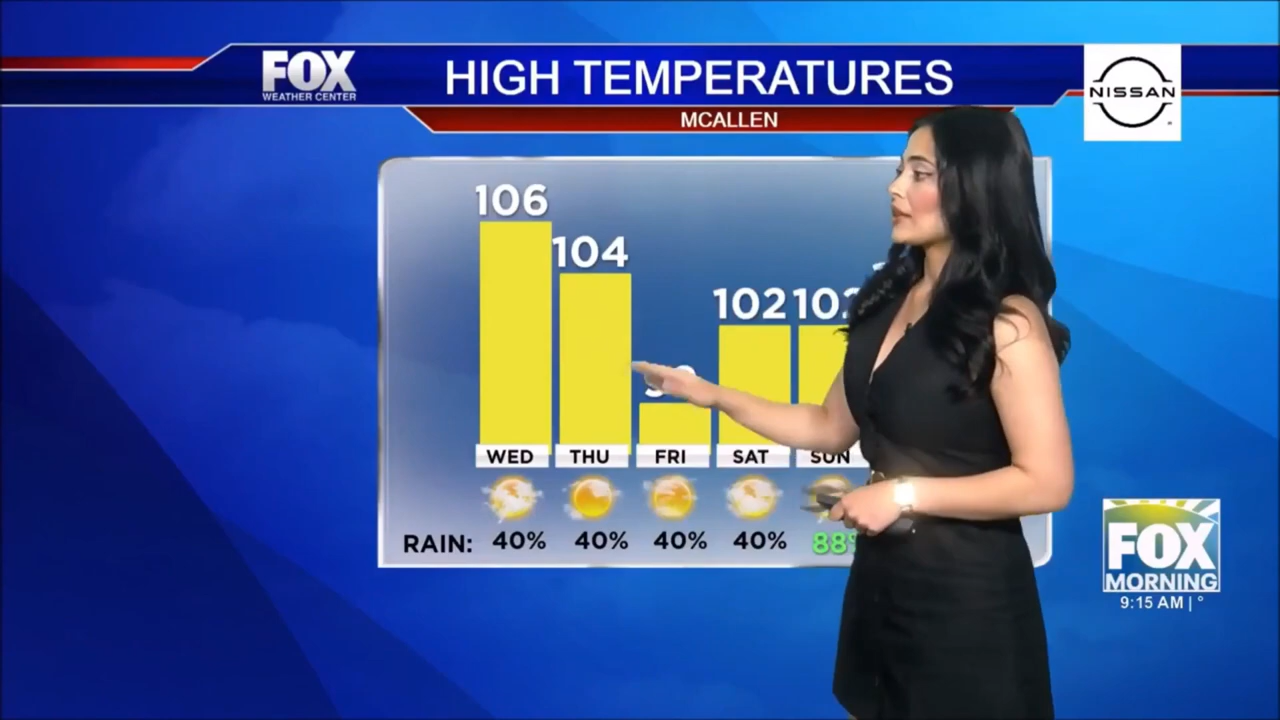 FOX
WEATHER CENTER
HIGH TEMPERATURES
MCALLEN
NISSAN
106
104
102
WED
THU
FRI
SAT
SUN
RAIN: 40% 40% 40% 40% 88%
FOX
MORNING
9:15 AM | °